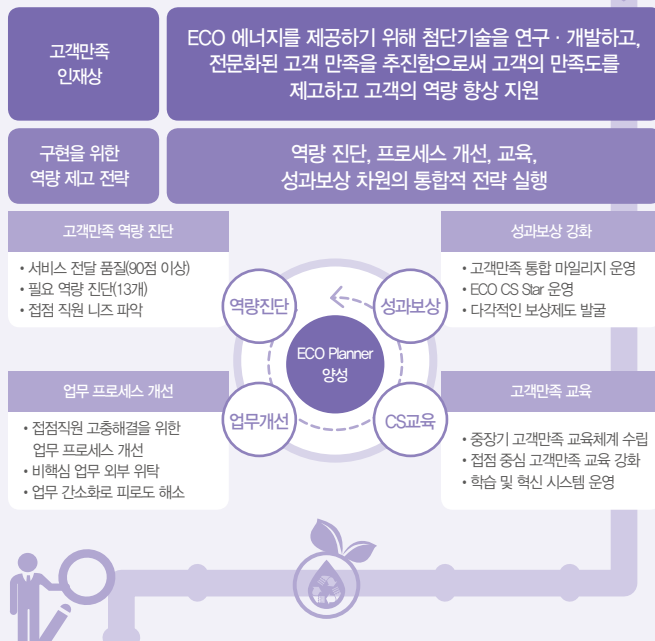 고객만족
인재상
ECO 에너지를 제공하기 위해 첨단기술을 연구 · 개발하고,
전문화된 고객 만족을 추진함으로써 고객의 만족도를
제고하고 고객의 역량 향상 지원
구현을 위한
역량 제고 전략
역량 진단, 프로세스 개선, 교육,
성과보상 차원의 통합적 전략 실행
고객만족 역량 진단
• 서비스 전달 품질(90점 이상)
• 필요 역량 진단(13개)
• 접점 직원 니즈 파악
성과보상 강화
• 고객만족 통합 마일리지 운영
• ECO CS Star 운영
• 다각적인 보상제도 발굴
역량진단
성과보상
ECO Planner
양성
업무개선
CS교육
업무 프로세스 개선
• 접점직원 고충해결을 위한
업무 프로세스 개선
• 비핵심 업무 외부 위탁
• 업무 간소화로 피로도 해소
고객만족 교육
• 중장기 고객만족 교육체계 수립
• 접점 중심 고객만족 교육 강화
• 학습 및 혁신 시스템 운영